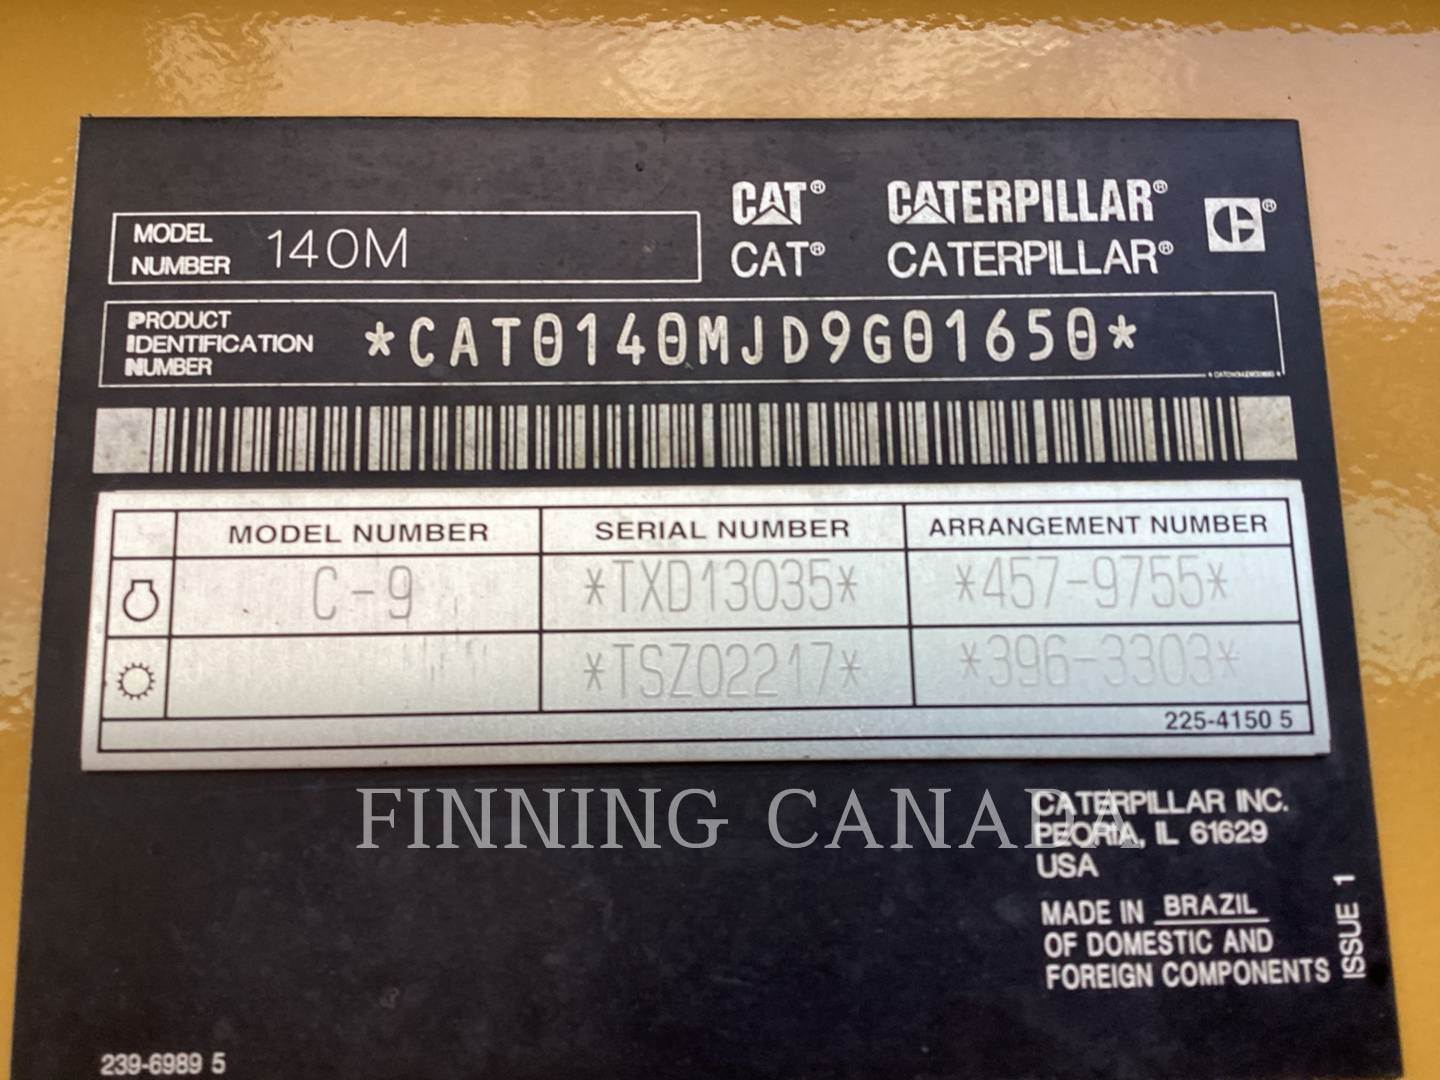 CAT® CATERPILLAR®
CAT® CATERPILLAR®
MODEL NUMBER 140M
PRODUCT IDENTIFICATION NUMBER *CAT0140MJD9G01650*
MODEL NUMBER SERIAL NUMBER ARRANGEMENT NUMBER
C-9 *TXD13035* *457-9755*
*TSZ02217* *396-3303*
225-4150 5
FINNING CANADA
CATERPILLAR INC.
PEORIA, IL 61629
USA
MADE IN BRAZIL
OF DOMESTIC AND
FOREIGN COMPONENTS
ISSUE 1
239-6989 5